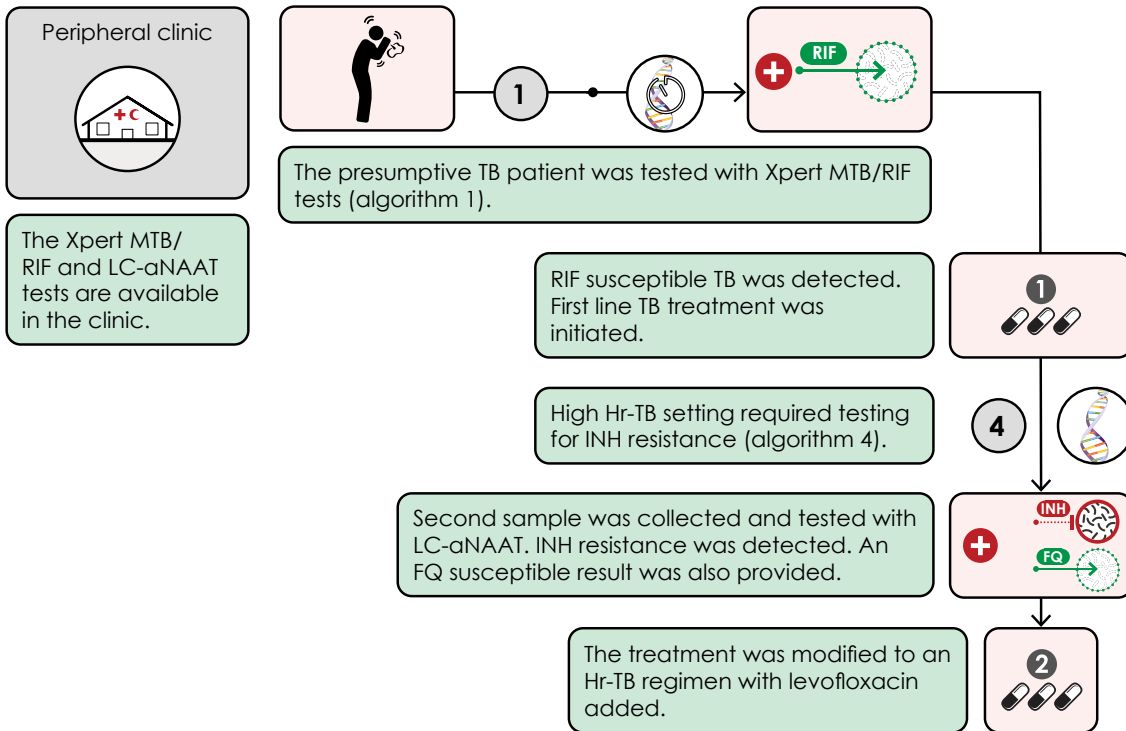 Peripheral clinic
The Xpert MTB/
RIF and LC-aNAAT
tests are available
in the clinic.
1
RIF
The presumptive TB patient was tested with Xpert MTB/RIF
tests (algorithm 1).
RIF susceptible TB was detected.
First line TB treatment was
initiated.
1
High Hr-TB setting required testing
for INH resistance (algorithm 4).
4
Second sample was collected and tested with
LC-aNAAT. INH resistance was detected. An
FQ susceptible result was also provided.
INH
FQ
The treatment was modified to an
Hr-TB regimen with levofloxacin
added.
2